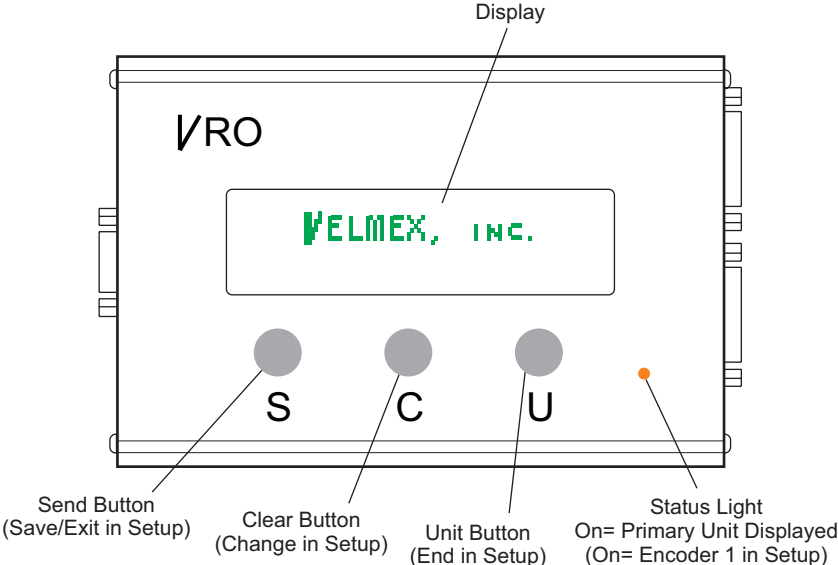 Display
VRO
VELMEX, INC.
S C U
Send Button
(Save/Exit in Setup)
Clear Button
(Change in Setup)
Unit Button
(End in Setup)
Status Light
On= Primary Unit Displayed
(On= Encoder 1 in Setup)